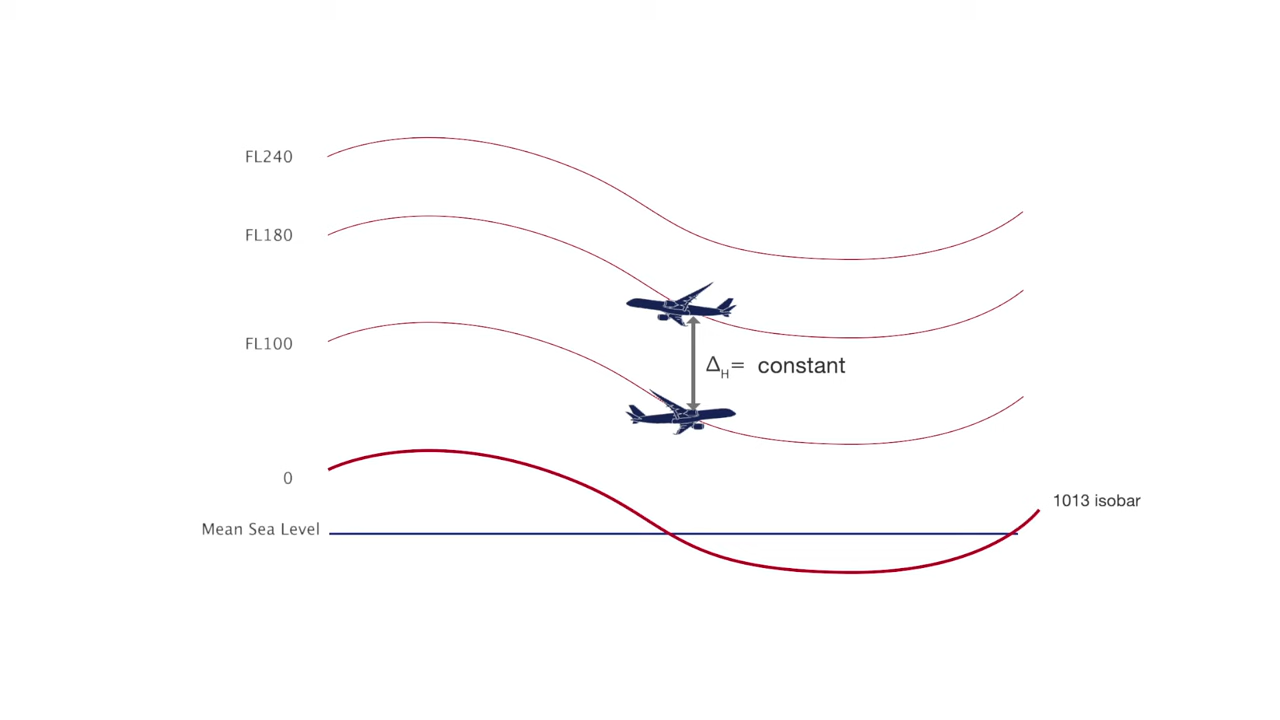 FL240
FL180
FL100
ΔH= constant
0
1013 isobar
Mean Sea Level